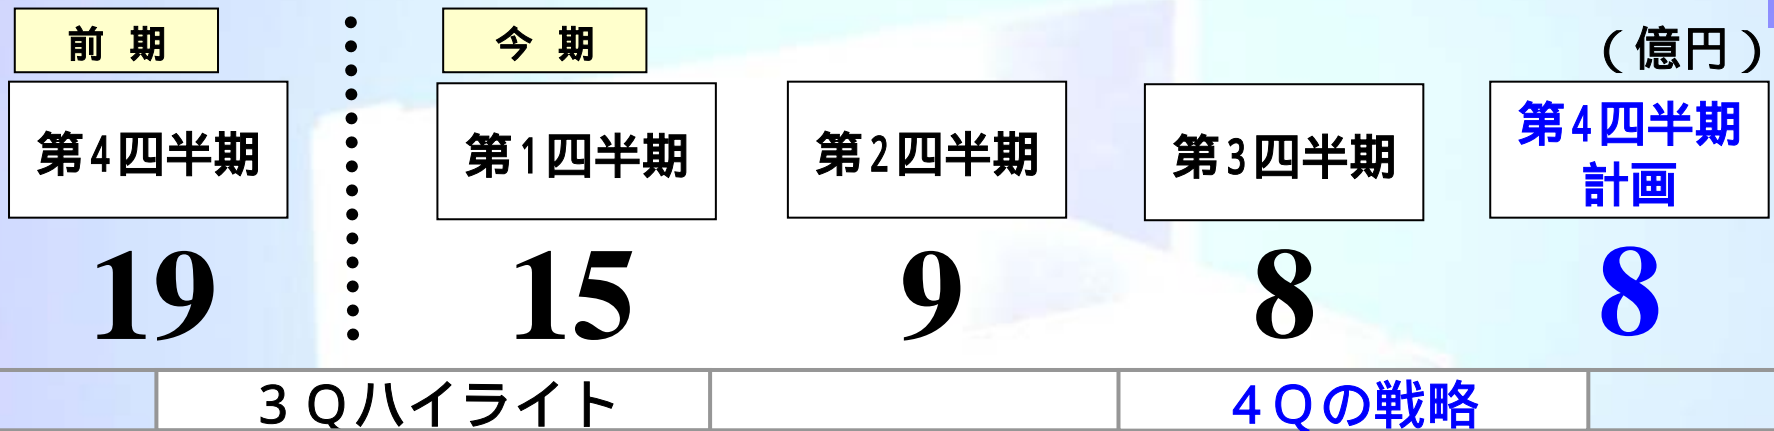 前 期
今 期
（億円）
第4四半期
第1四半期
第2四半期
第3四半期
第4四半期
計画
19
15
9
8
8
３Ｑハイライト
４Ｑの戦略